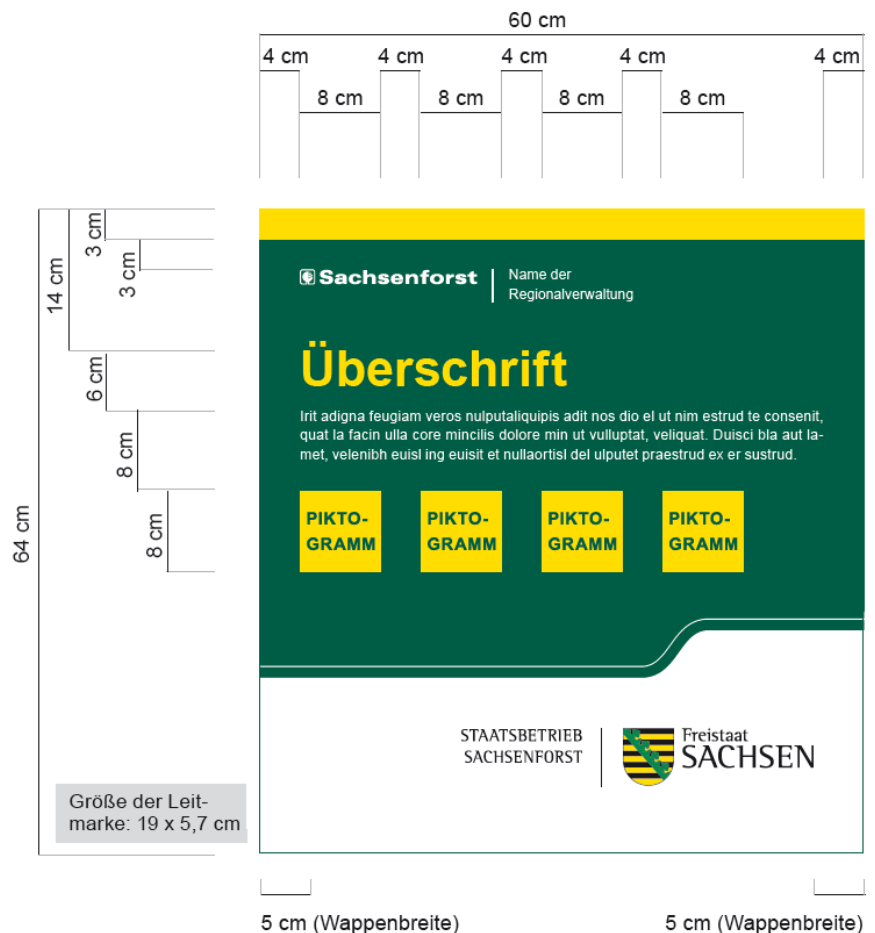 60 cm
4 cm 4 cm 4 cm 4 cm 4 cm
8 cm 8 cm 8 cm 8 cm
3 cm
3 cm
14 cm
6 cm
8 cm
8 cm
64 cm
Sachsenforst
Name der
Regionalverwaltung
Überschrift
Irit adigna feugiam veros nulputaliquipis adit nos dio el ut nim estrud te consenit,
quat la facin ulla core mincilis dolore min ut vulluptat, veliquat. Duisci bla aut la-
met, velenibh euisl ing euisit et nullaortisl del ulputet praestrud ex er sustrud.
PIKTO-
GRAMM
PIKTO-
GRAMM
PIKTO-
GRAMM
PIKTO-
GRAMM
STAATSBETRIEB
SACHSENFORST
Freistaat
SACHSEN
Größe der Leit-
marke: 19 x 5,7 cm
5 cm (Wappenbreite)
5 cm (Wappenbreite)